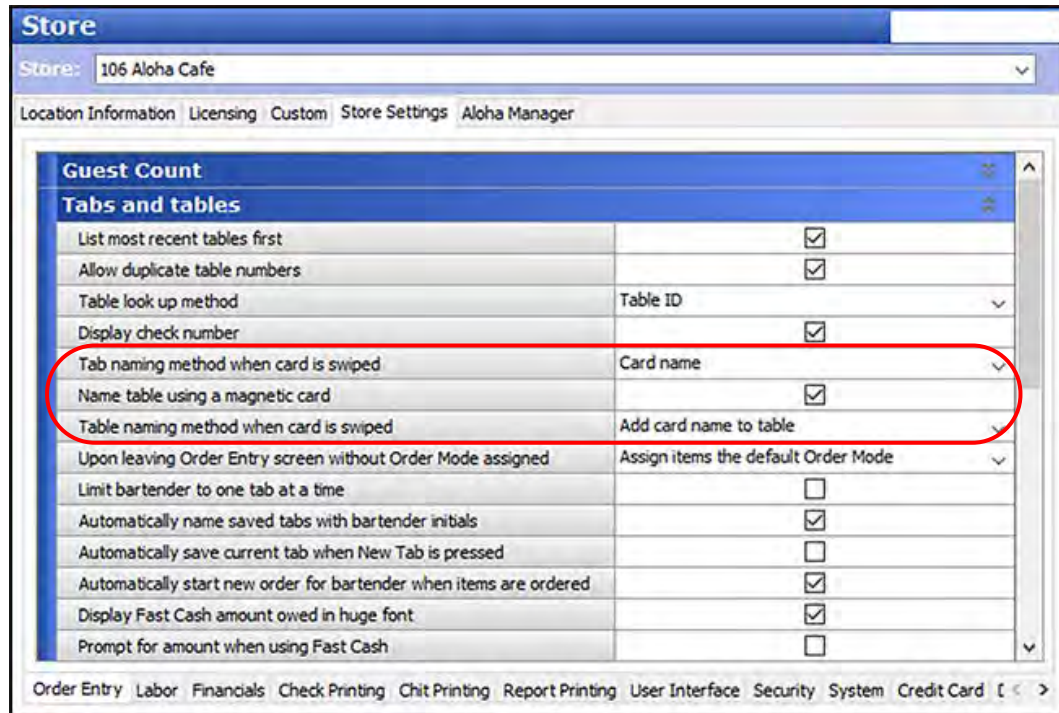 Store
Store: 106 Aloha Cafe
Location Information Licensing Custom Store Settings Aloha Manager
Guest Count
Tabs and tables
List most recent tables first
Allow duplicate table numbers
Table look up method Table ID
Display check number
Tab naming method when card is swiped Card name
Name table using a magnetic card
Table naming method when card is swiped Add card name to table
Upon leaving Order Entry screen without Order Mode assigned Assign items the default Order Mode
Limit bartender to one tab at a time
Automatically name saved tabs with bartender initials
Automatically save current tab when New Tab is pressed
Automatically start new order for bartender when items are ordered
Display Fast Cash amount owed in huge font
Prompt for amount when using Fast Cash
Order Entry Labor Financials Check Printing Chit Printing Report Printing User Interface Security System Credit Card